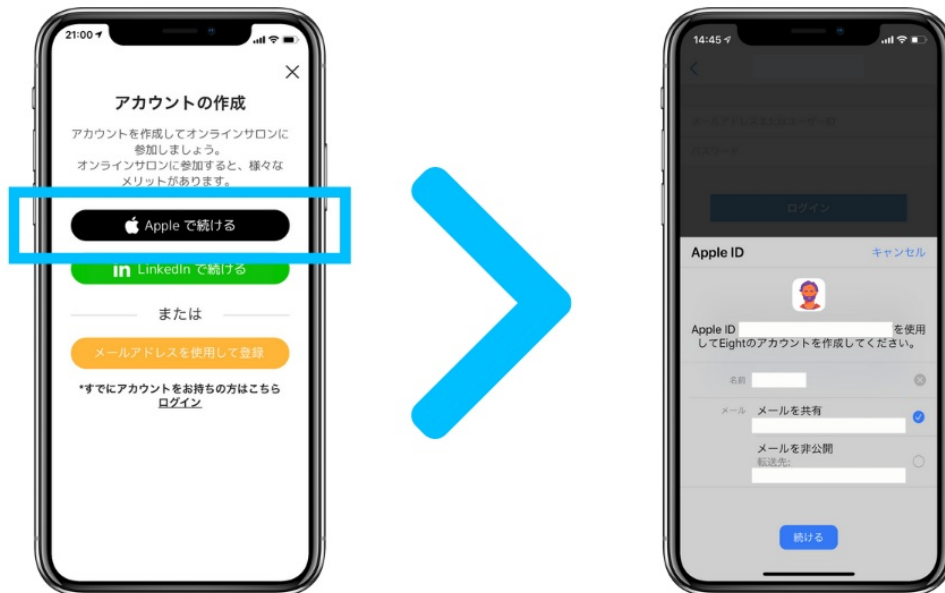 21:00
アカウントの作成
アカウントを作成してオンラインサロンに
参加しましょう。
オンラインサロンに参加すると、様々な
メリットがあります。
Apple で続ける
in LinkedIn で続ける
または
メールアドレスを使用して登録
*すでにアカウントをお持ちの方はこちら
ログイン
14:45
パスワード
ログイン
Apple ID キャンセル
Apple ID を使用
してEightのアカウントを作成してください。
名前
メール メールを共有
メールを非公開
転送先:
続ける